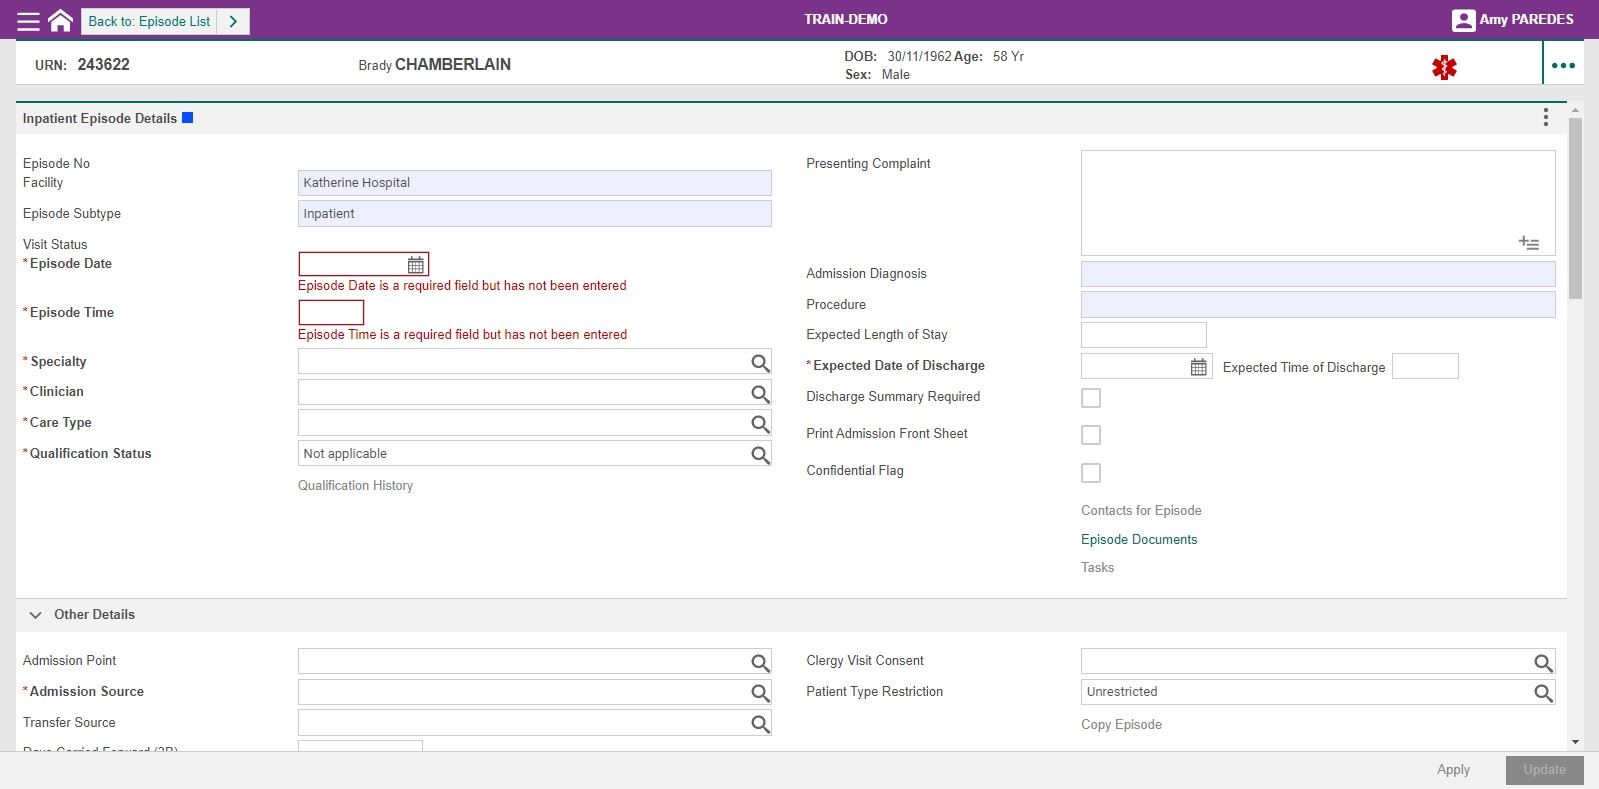 Back to: Episode List
TRAIN-DEMO
Amy PAREDES
URN: 243622
Brady CHAMBERLAIN
DOB: 30/11/1962 Age: 58 Yr
Sex: Male
Inpatient Episode Details
Episode No
Facility
Katherine Hospital
Episode Subtype
Inpatient
Visit Status
*Episode Date
Episode Date is a required field but has not been entered
*Episode Time
Episode Time is a required field but has not been entered
*Specialty
*Clinician
*Care Type
*Qualification Status
Not applicable
Qualification History
Presenting Complaint
Admission Diagnosis
Procedure
Expected Length of Stay
*Expected Date of Discharge
Expected Time of Discharge
Discharge Summary Required
Print Admission Front Sheet
Confidential Flag
Contacts for Episode
Episode Documents
Tasks
Other Details
Admission Point
*Admission Source
Transfer Source
Days Carried Forward (3B)
Clergy Visit Consent
Patient Type Restriction
Unrestricted
Copy Episode
Apply
Update